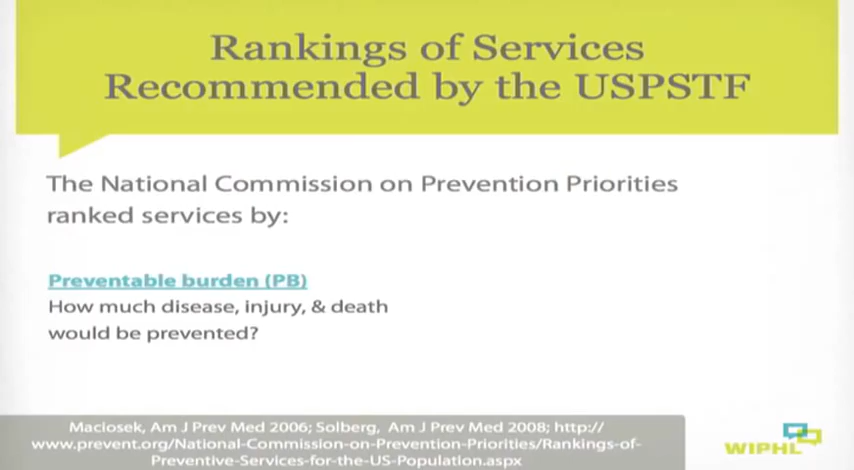 Rankings of Services
Recommended by the USPSTF
The National Commission on Prevention Priorities
ranked services by:
Preventable burden (PB)
How much disease, injury, & death
would be prevented?
Maciosek, Am J Prev Med 2006; Solberg, Am J Prev Med 2008; http://
www.prevent.org/National-Commission-on-Prevention-Priorities/Rankings-of-
Preventive-Services-for-the-US-Population.aspx
WIPHL